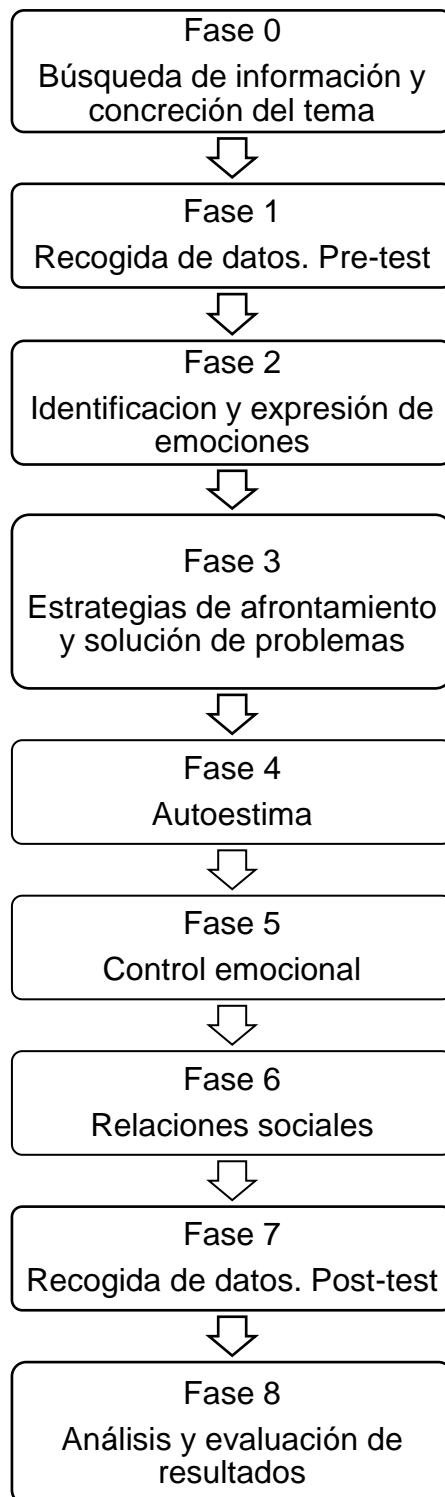 Fase 0
Búsqueda de información y
concreción del tema
Fase 1
Recogida de datos. Pre-test
Fase 2
Identificacion y expresión de
emociones
Fase 3
Estrategias de afrontamiento
y solución de problemas
Fase 4
Autoestima
Fase 5
Control emocional
Fase 6
Relaciones sociales
Fase 7
Recogida de datos. Post-test
Fase 8
Análisis y evaluación de
resultados